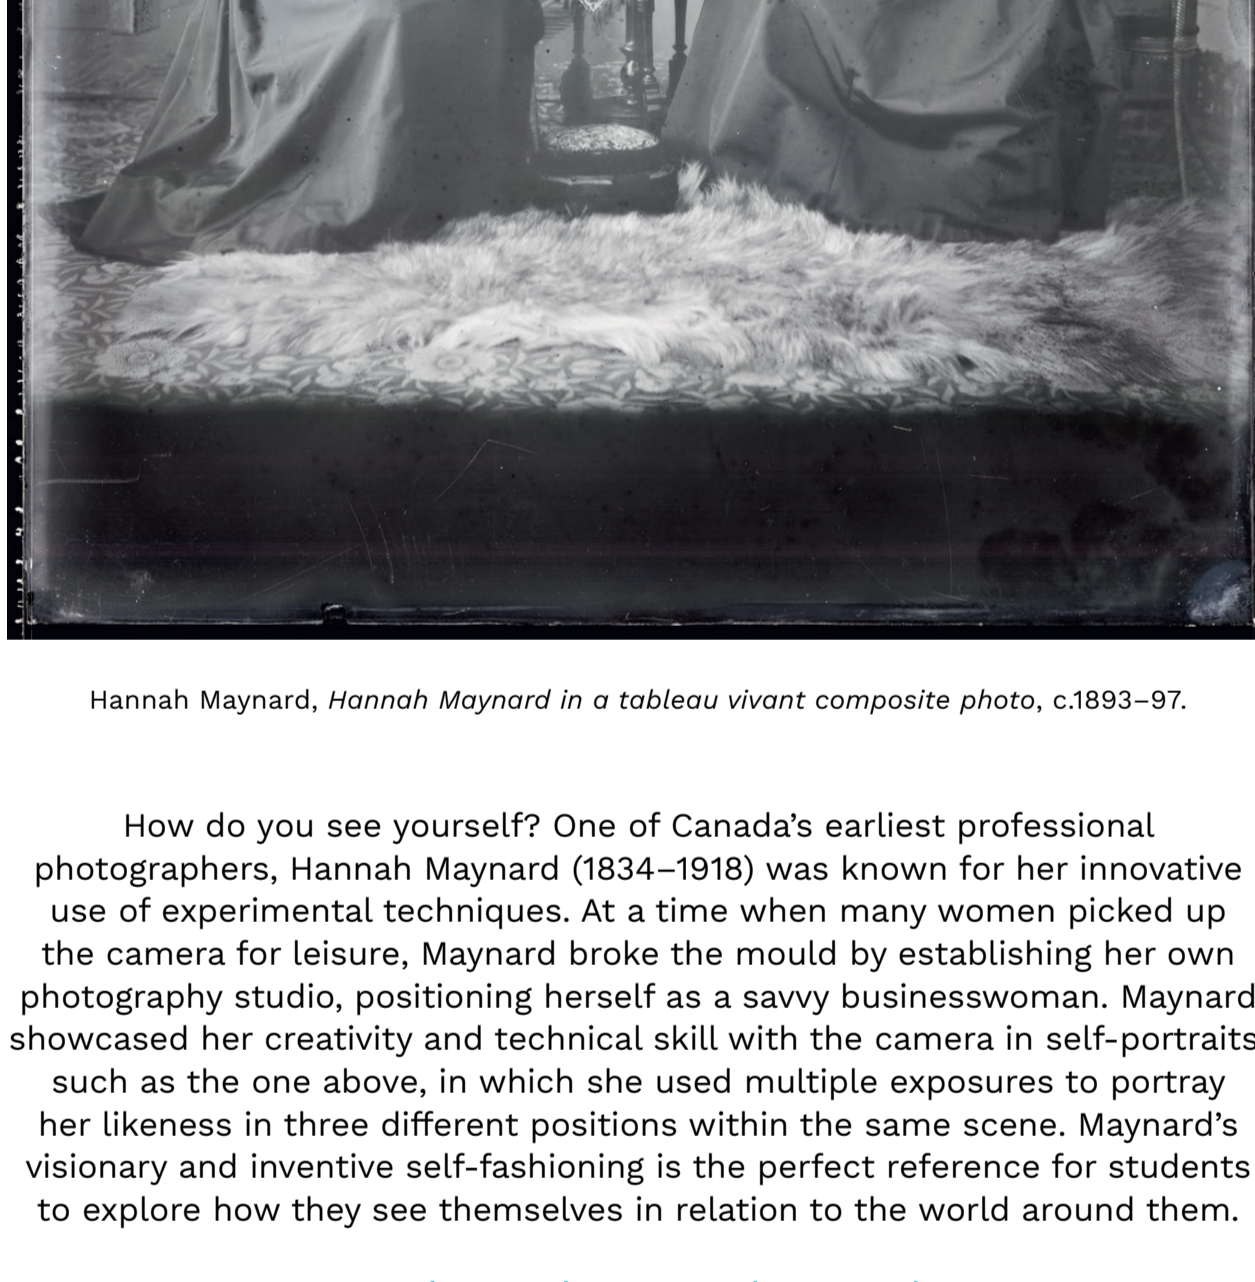 Hannah Maynard, Hannah Maynard in a tableau vivant composite photo, c.1893–97.
How do you see yourself? One of Canada’s earliest professional
photographers, Hannah Maynard (1834–1918) was known for her innovative
use of experimental techniques. At a time when many women picked up
the camera for leisure, Maynard broke the mould by establishing her own
photography studio, positioning herself as a savvy businesswoman. Maynard
showcased her creativity and technical skill with the camera in self-portraits
such as the one above, in which she used multiple exposures to portray
her likeness in three different positions within the same scene. Maynard’s
visionary and inventive self-fashioning is the perfect reference for students
to explore how they see themselves in relation to the world around them.